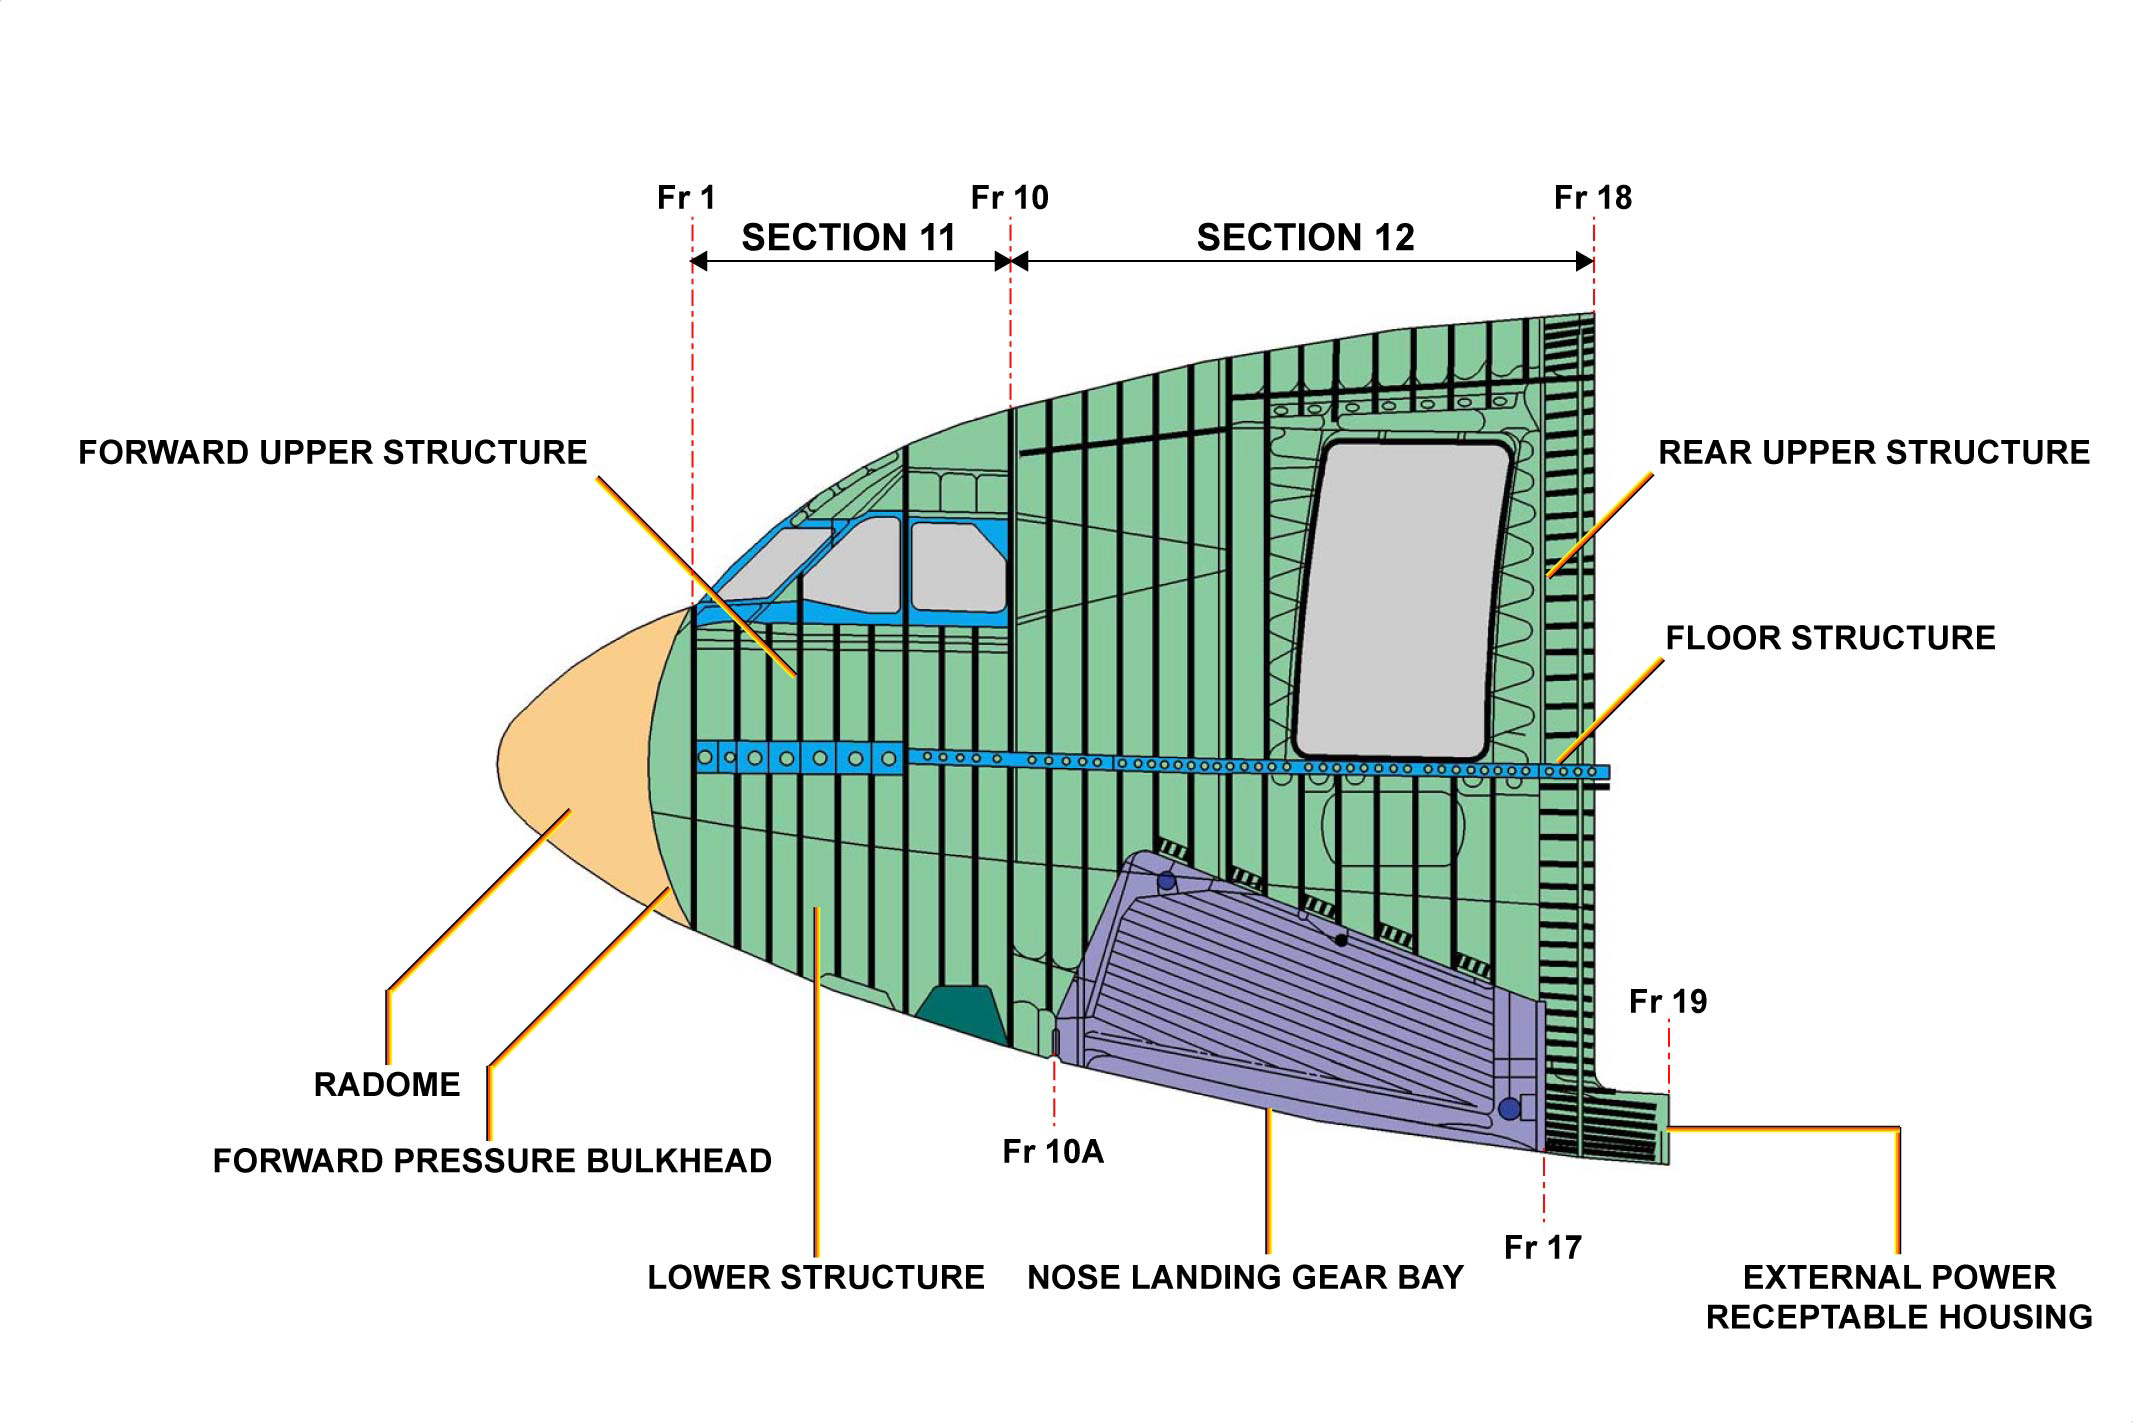 Fr 1
Fr 10
Fr 18
SECTION 11
SECTION 12
FORWARD UPPER STRUCTURE
REAR UPPER STRUCTURE
FLOOR STRUCTURE
Fr 19
RADOME
Fr 10A
FORWARD PRESSURE BULKHEAD
Fr 17
LOWER STRUCTURE
NOSE LANDING GEAR BAY
EXTERNAL POWER
RECEPTABLE HOUSING